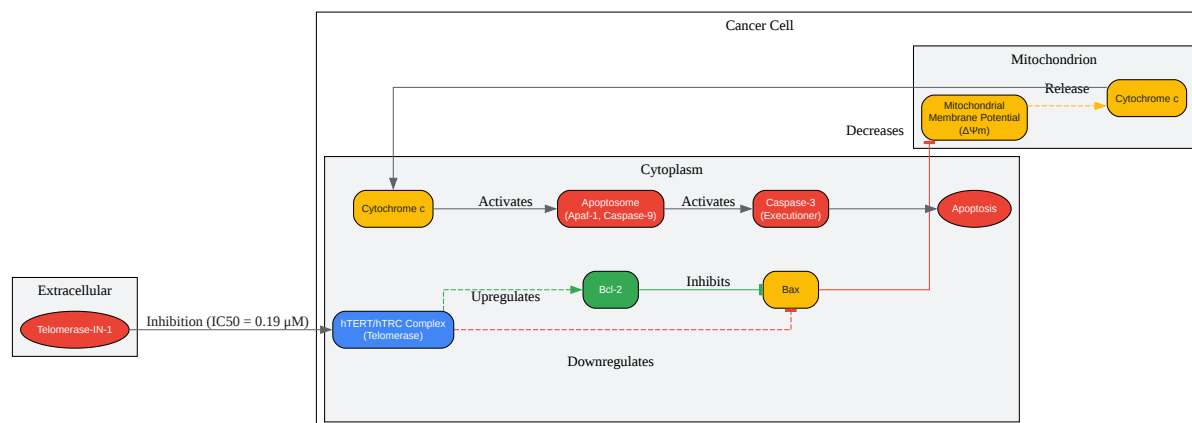 Cancer Cell
Mitochondrion
Release
Cytochrome c
Mitochondrial
Membrane Potential
(ΔΨm)
Decreases
Cytoplasm
Cytochrome c
Activates
Apoptosome
(Apaf-1, Caspase-9)
Activates
Caspase-3
(Executioner)
Apoptosis
Extracellular
Telomerase-IN-1
Inhibition (IC50 = 0.19 μM)
hTERT/hTRC Complex
(Telomerase)
Upregulates
Bcl-2
Inhibits
Bax
Downregulates